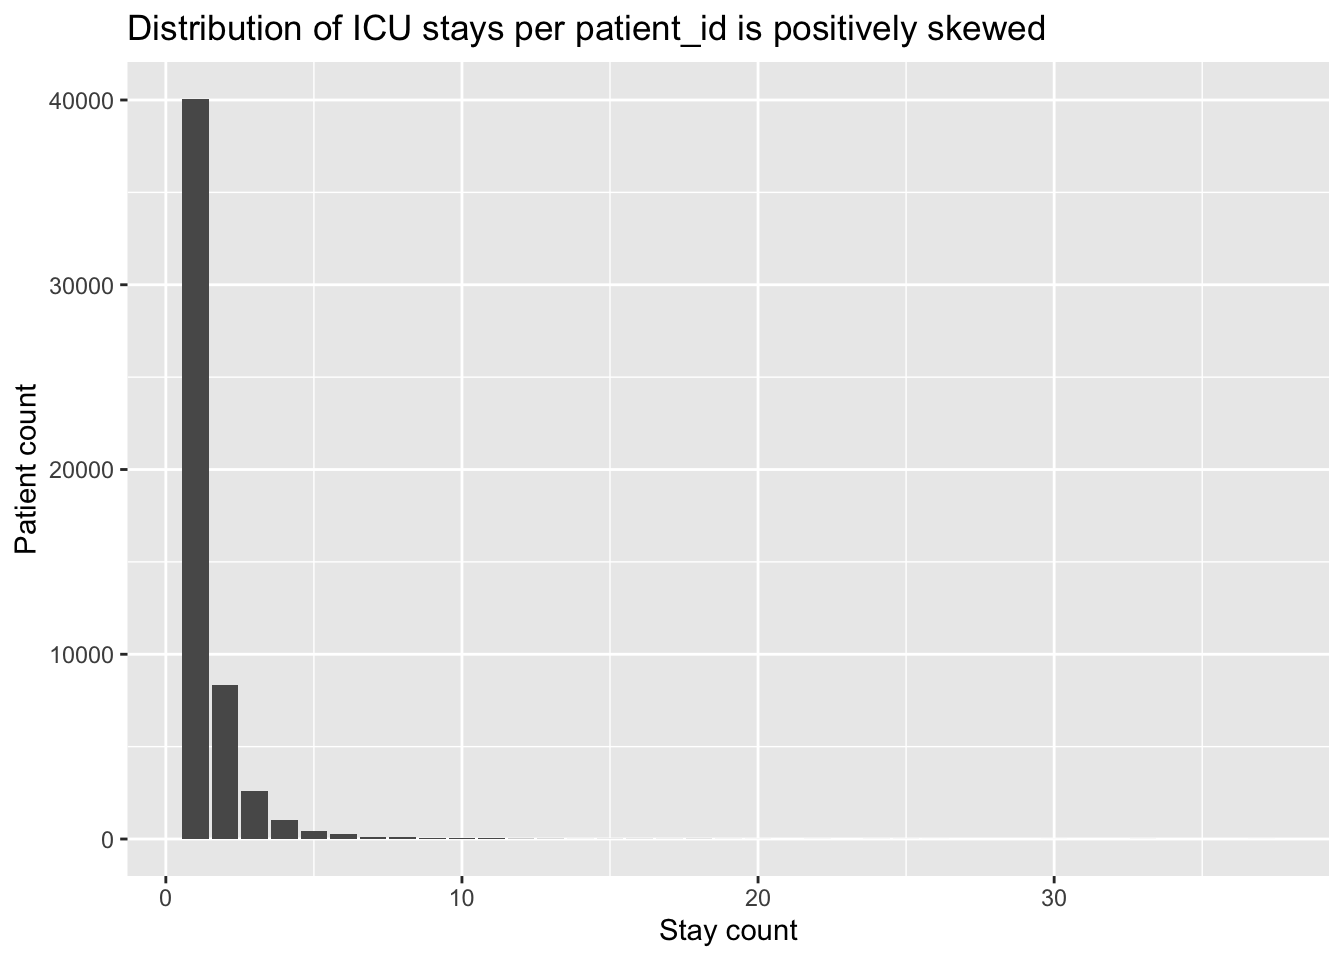 Distribution of ICU stays per patient_id is positively skewed
40000
30000
20000
10000
0
Patient count
0 10 20 30
Stay count